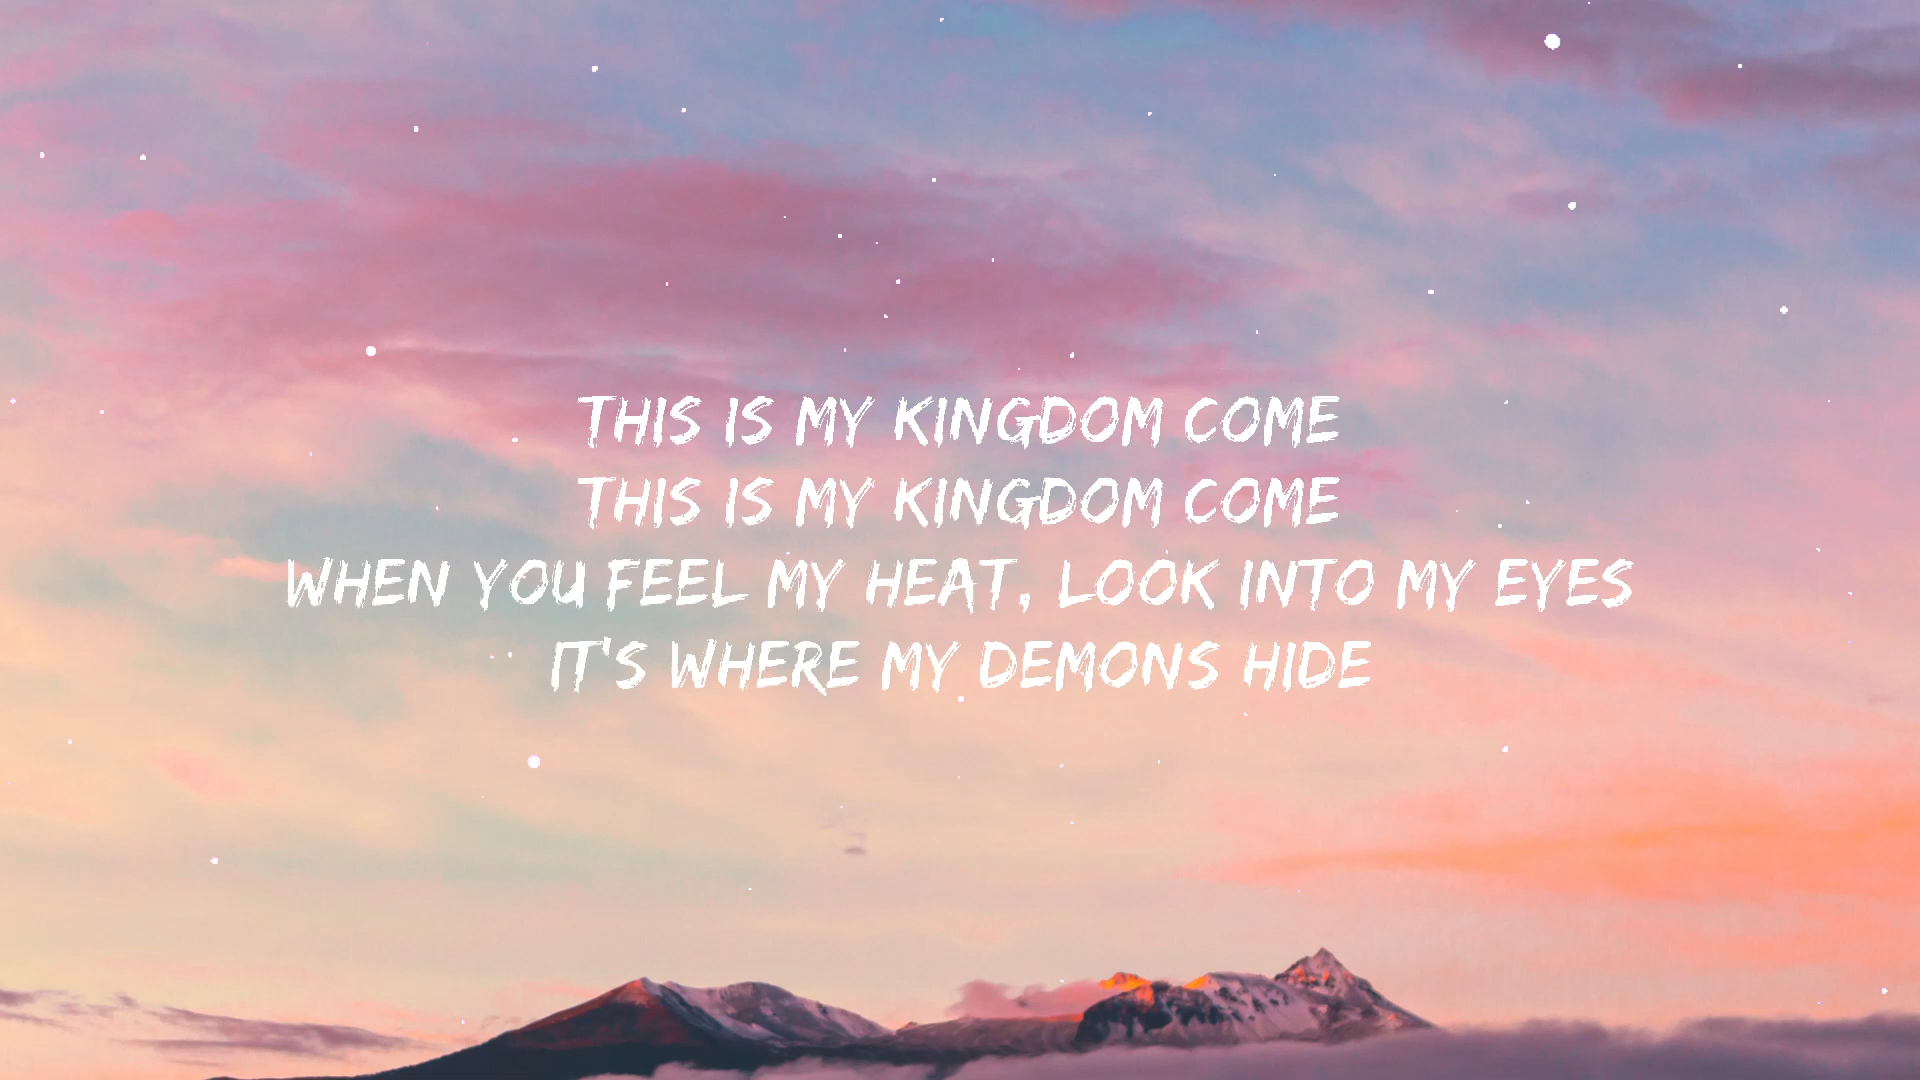 THIS IS MY KINGDOM COME
THIS IS MY KINGDOM COME
WHEN YOU FEEL MY HEAT, LOOK INTO MY EYES
IT'S WHERE MY DEMONS HIDE